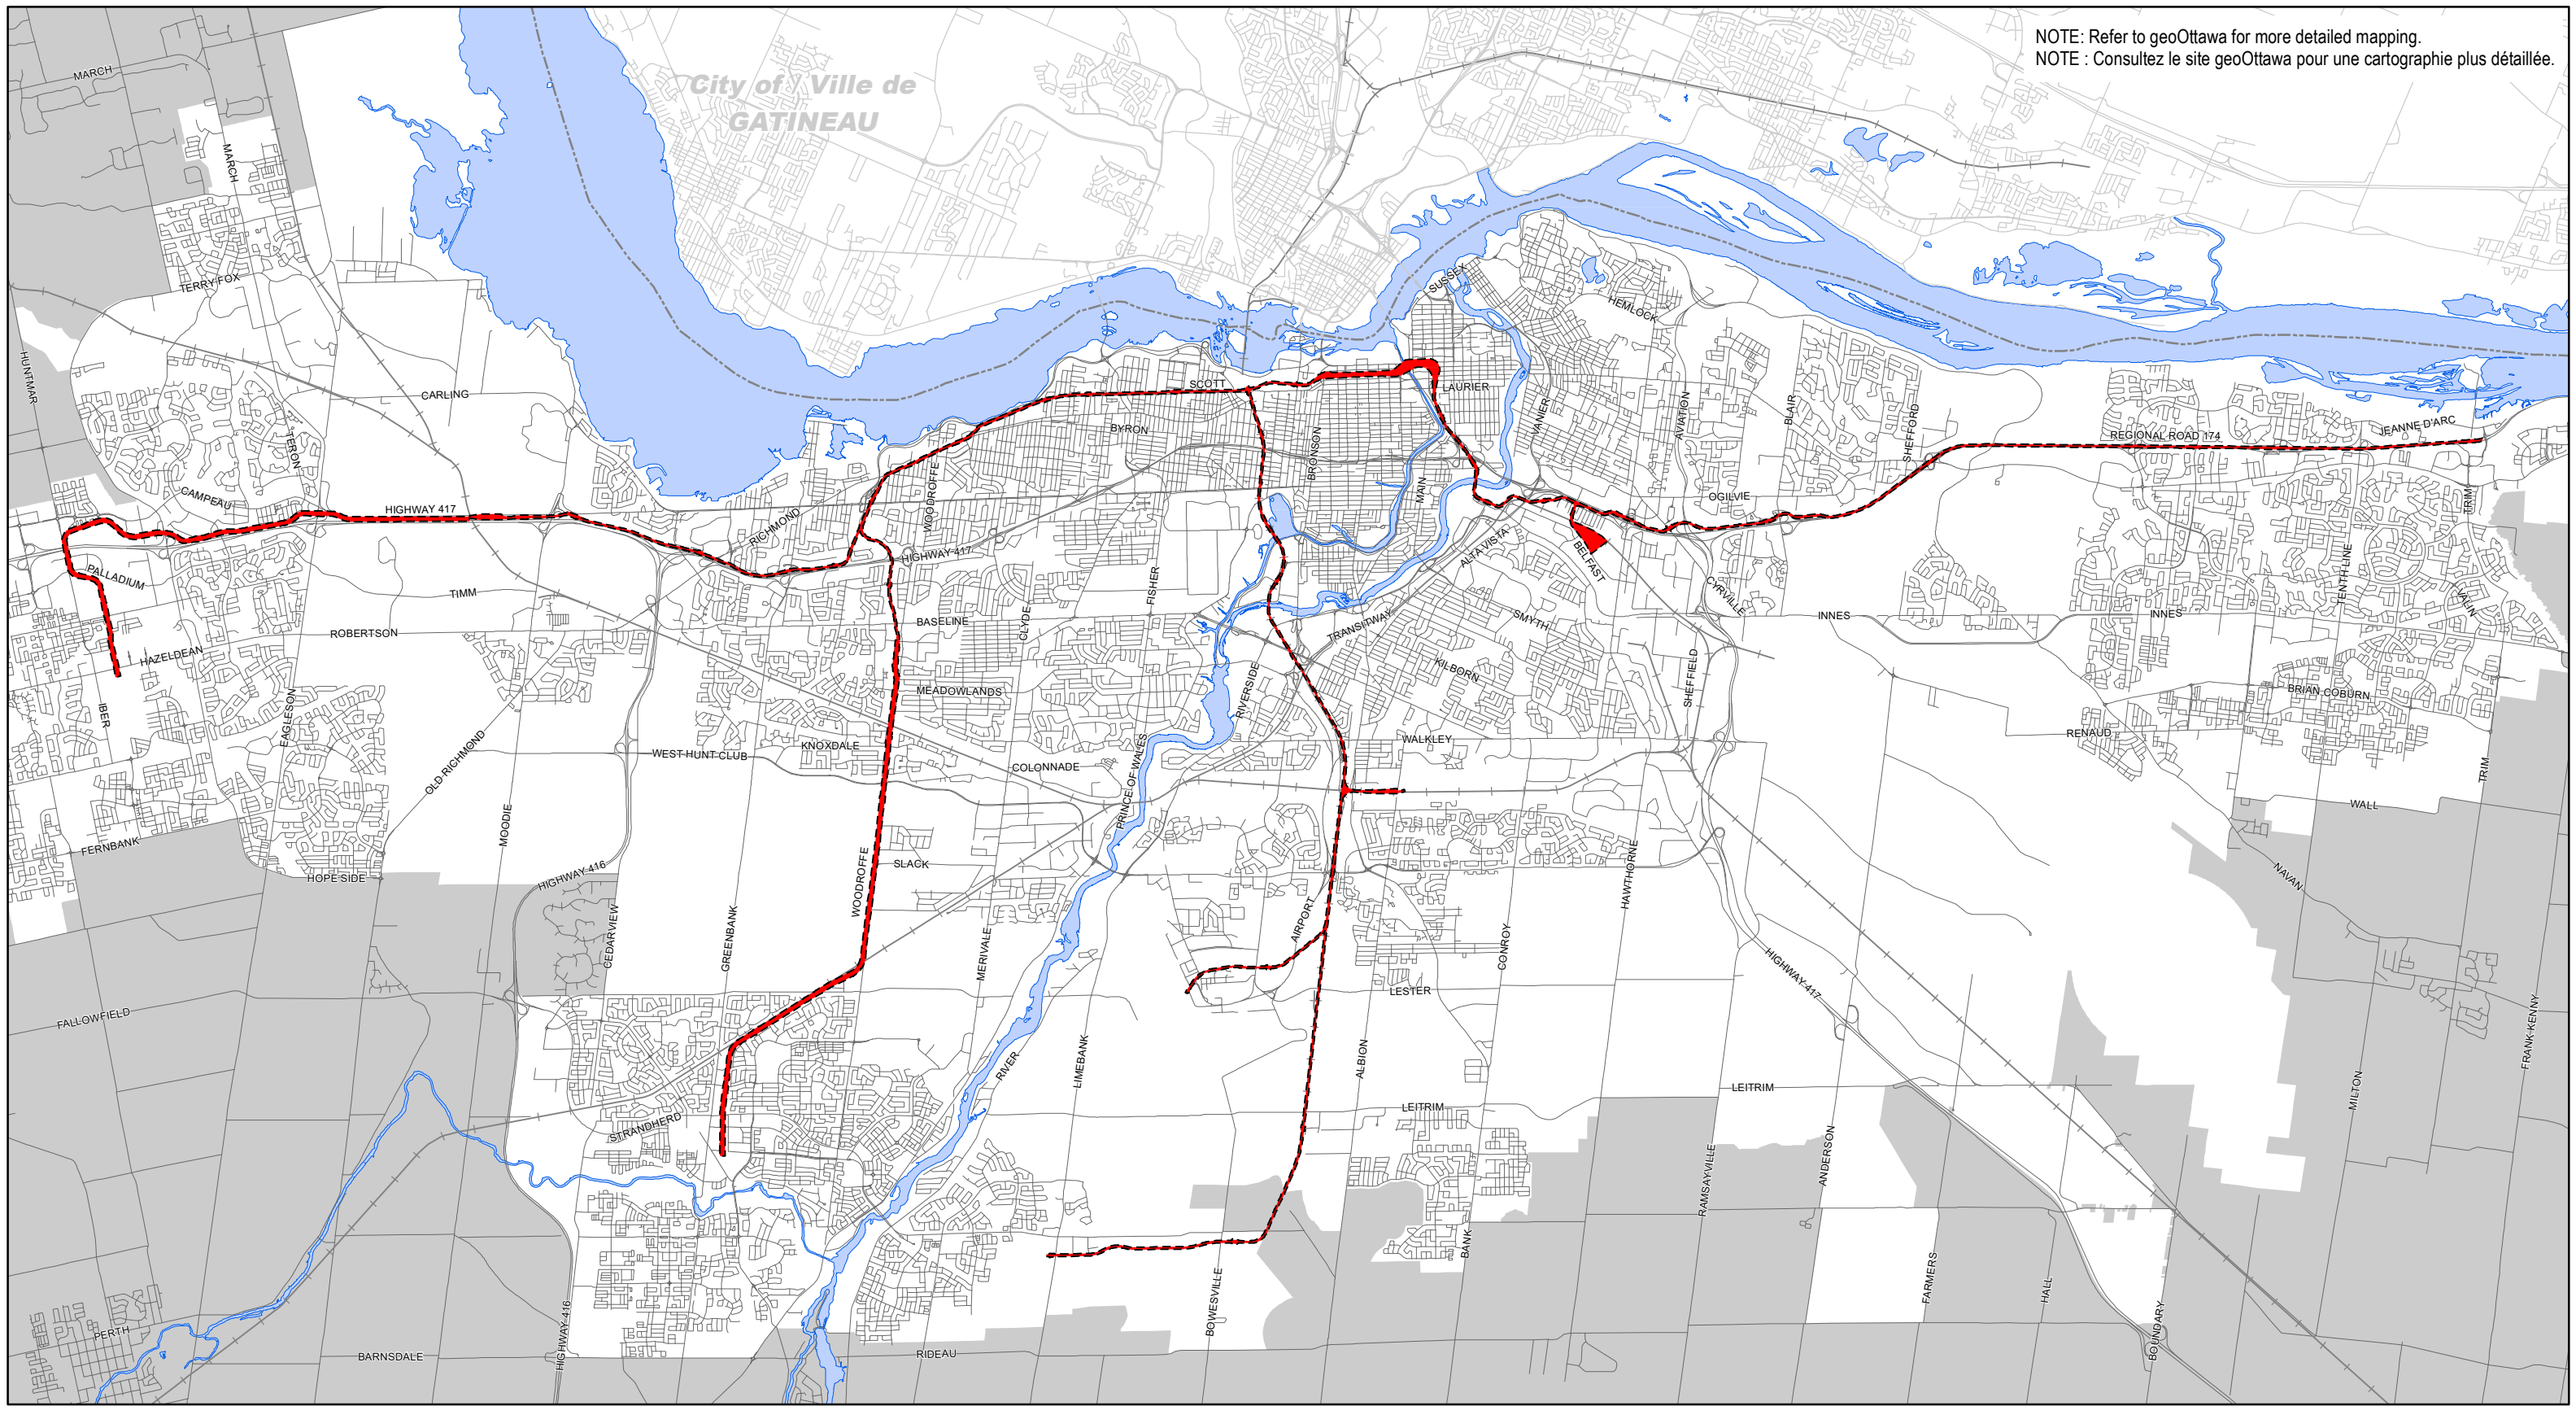 NOTE: Refer to geoOttawa for more detailed mapping.
NOTE : Consultez le site geoOttawa pour une cartographie plus détaillée.
City of / Ville de
GATINEAU
MARCH
MARCH
TERRY FOX
HUNTMAR
CARLING
TERON
CAMPEAU
HIGHWAY 417
PALLADIUM
TIMM
ROBERTSON
HAZELDEAN
IBER
EAGLESON
OLD RICHMOND
FERNBANK
HOPE SIDE
MOODIE
HIGHWAY 416
WEST HUNT CLUB
KNOXDALE
RICHMOND
WOODROFFE
HIGHWAY 417
BASELINE
CLYDE
FISHER
MEADOWLANDS
COLONNADE
PRINCE OF WALES
SLACK
WOODROFFE
MERIVALE
CEDARVIEW
GREENBANK
FALLOWFIELD
STRANDHERD
RIVER
LIMEBANK
PERTH
BARNSDALE
HIGHWAY 416
RIDEAU
BOWESVILLE
SCOTT
BYRON
BRONSON
MAIN
LAURIER
SUSSEX
HEMLOCK
VANIER
AVIATION
BLAIR
SHEFFORD
OGILVIE
REGIONAL ROAD 174
JEANNE D'ARC
TRIM
TENTH LINE
VALIN
ALTA VISTA
BELFAST
CYRVILLE
SMYTH
TRANSITWAY
KILBORN
RIVERSIDE
SHEFFIELD
WALKLEY
INNES
INNES
BRIAN COBURN
RENAUD
TRIM
WALL
NAVAN
HAWTHORNE
CONROY
AIRPORT
LESTER
ALBION
HIGHWAY 417
LEITRIM
LEITRIM
BANK
RAMSAYVILLE
ANDERSON
FARMERS
HALL
BOUNDARY
MILTON
FRANK KENNY